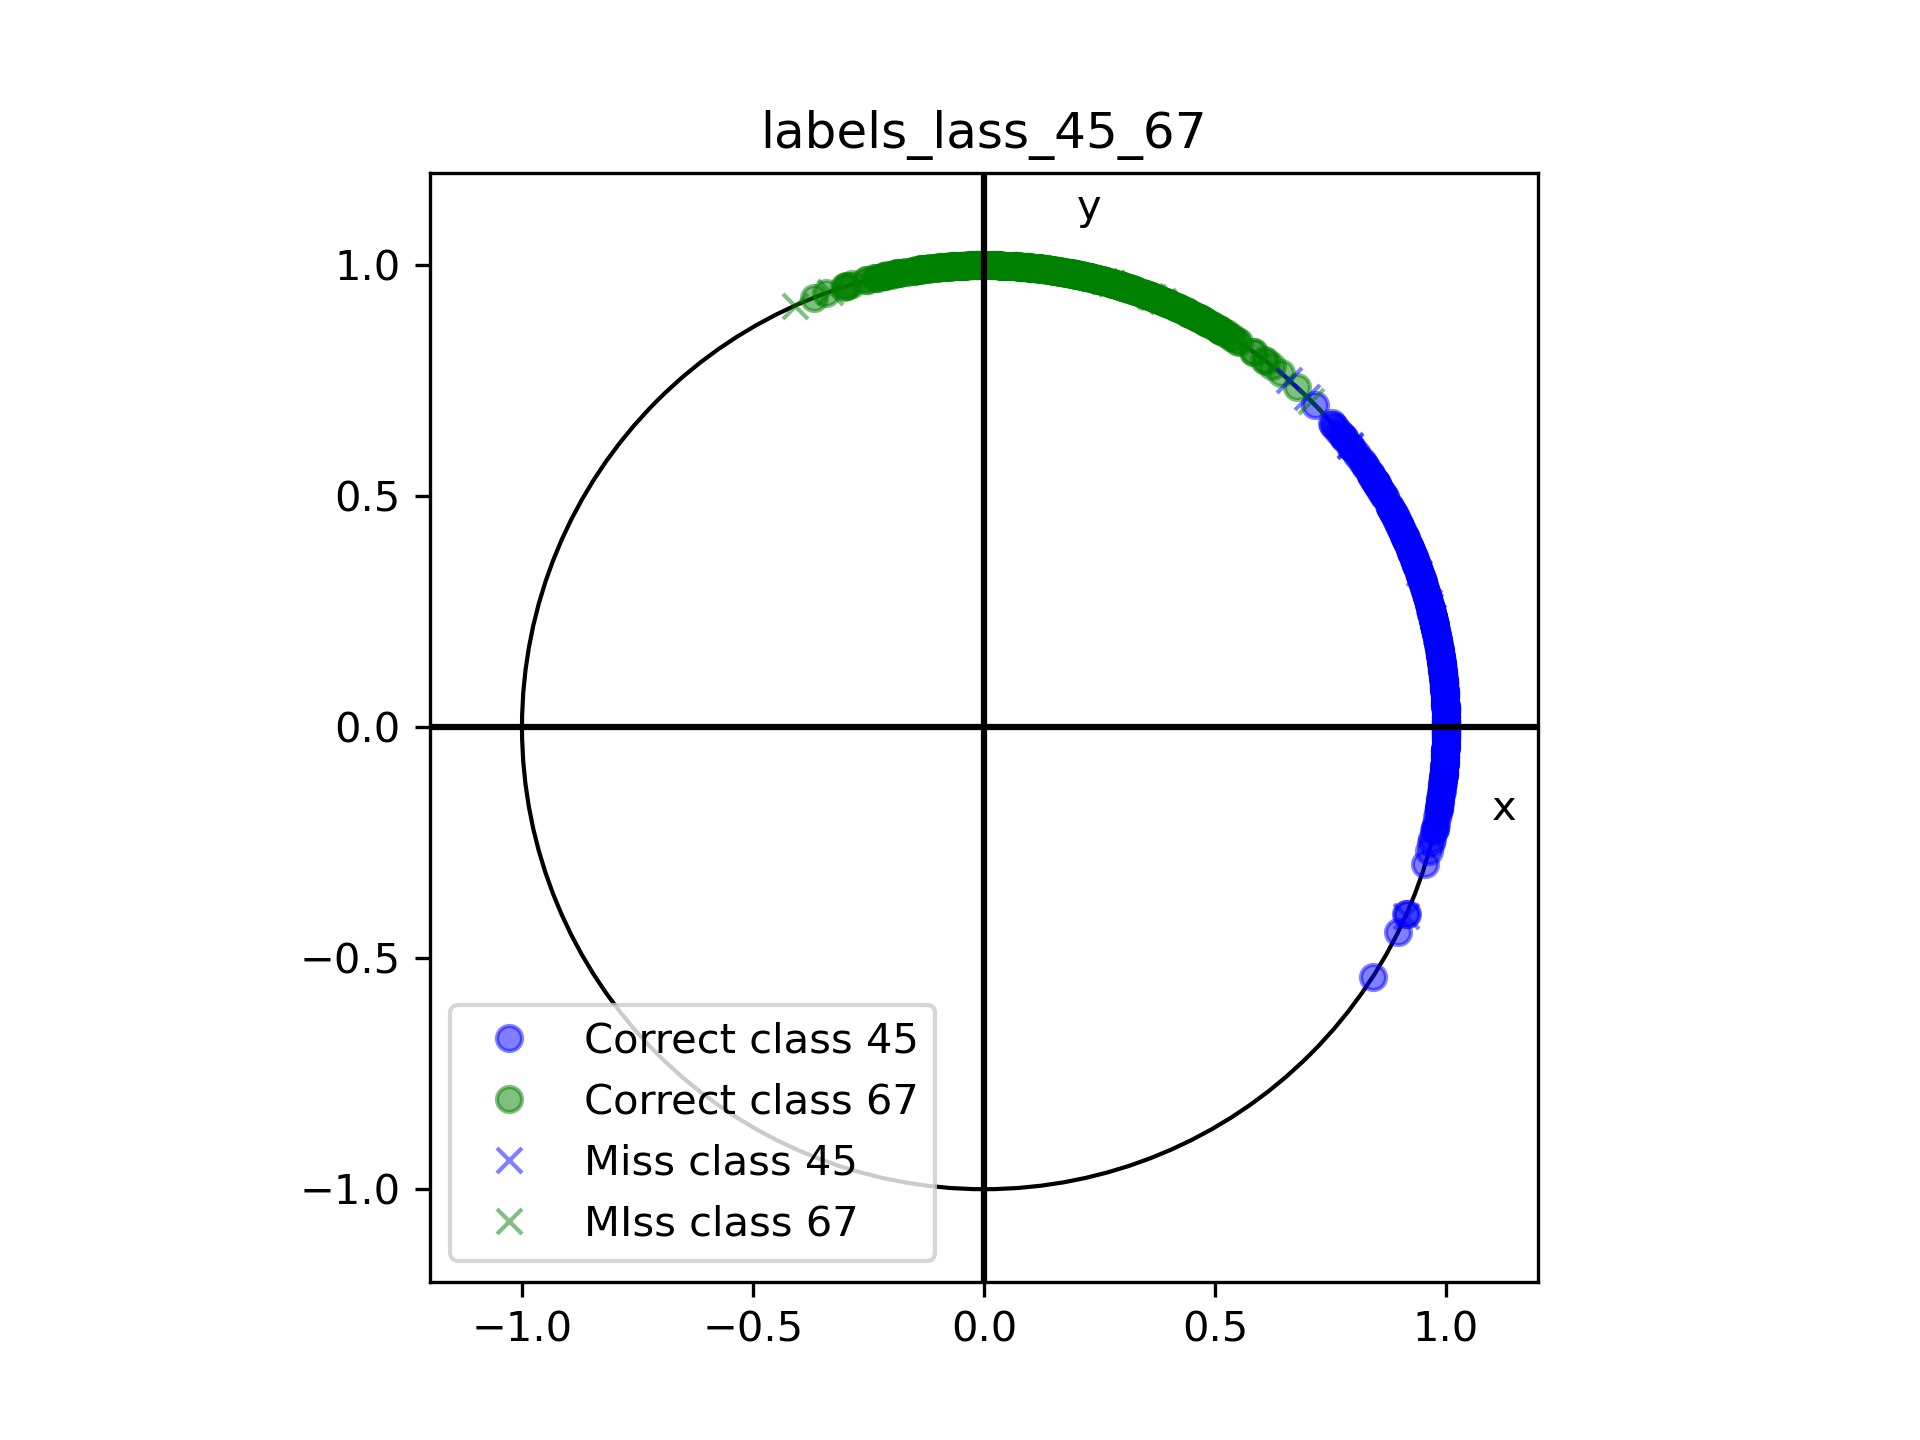 labels_lass_45_67
y
1.0
0.5
0.0
−0.5
−1.0
x
Correct class 45
Correct class 67
Miss class 45
MIss class 67
−1.0 −0.5 0.0 0.5 1.0